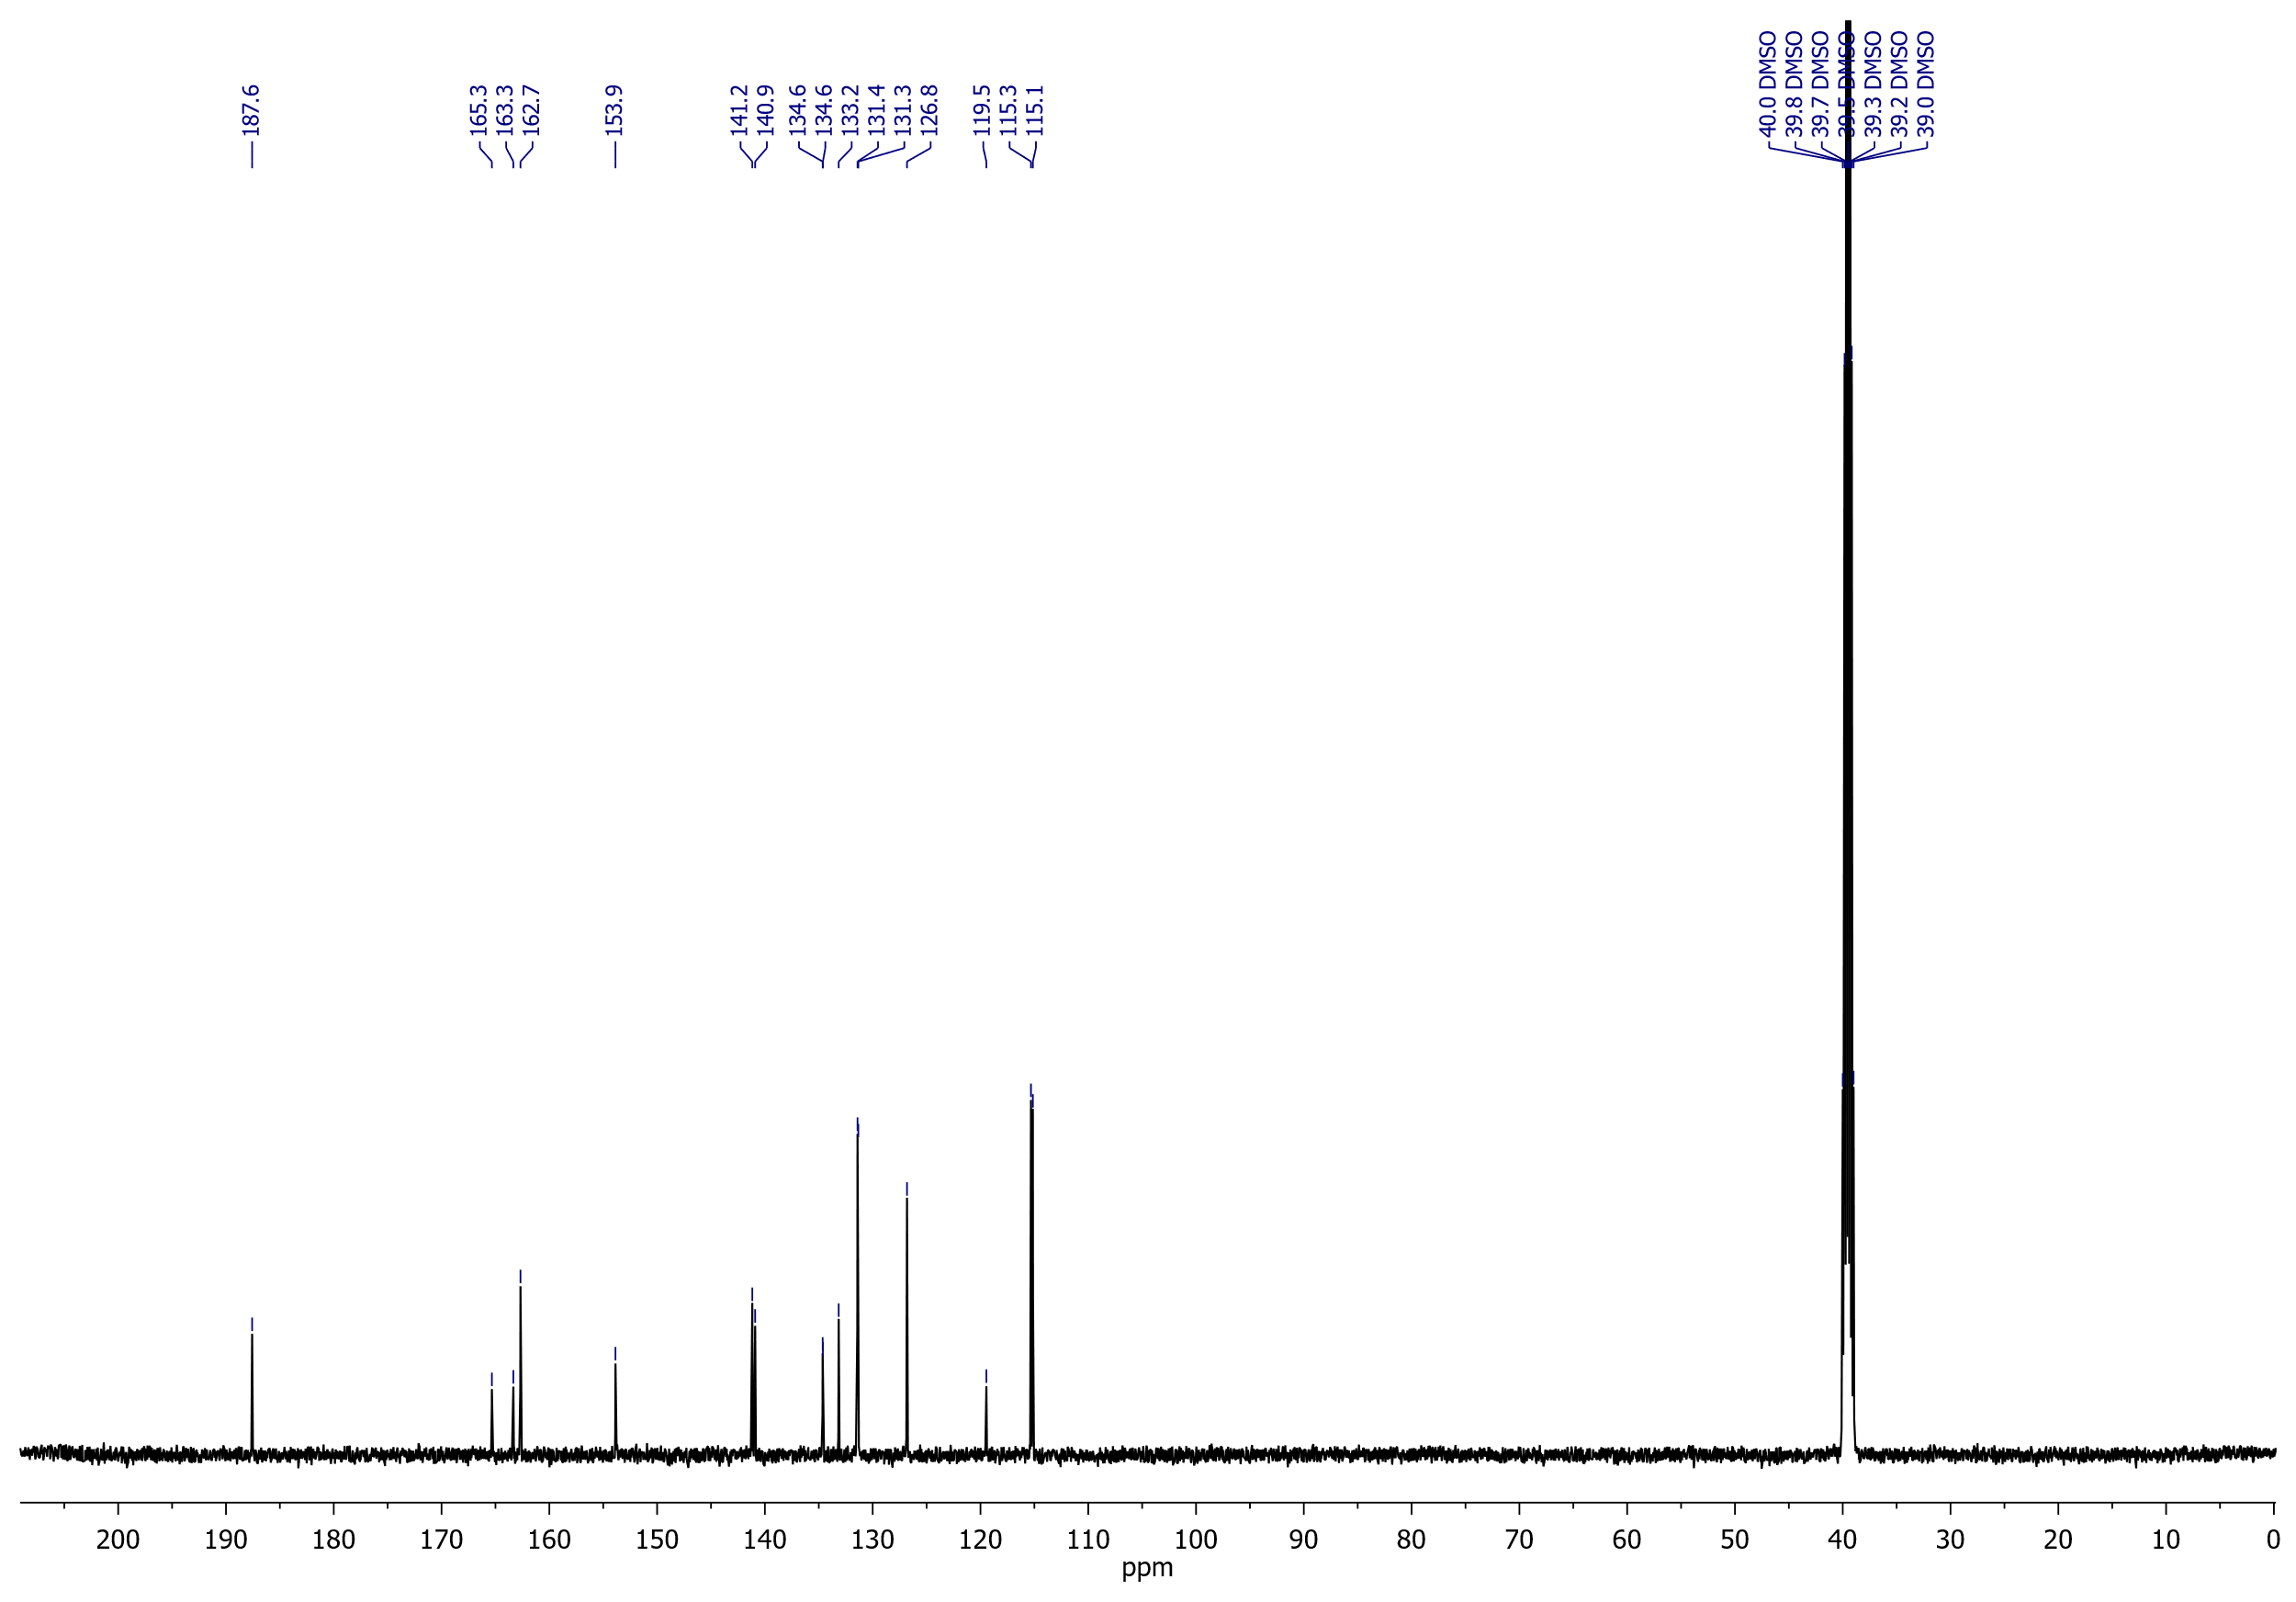 187.6
165.3
163.3
162.7
153.9
141.2
140.9
134.6
134.6
133.2
131.4
131.3
126.8
119.5
115.3
115.1
40.0 DMSO
39.8 DMSO
39.7 DMSO
39.5 DMSO
39.3 DMSO
39.2 DMSO
39.0 DMSO
200 190 180 170 160 150 140 130 120 110 100 90 80 70 60 50 40 30 20 10 0
ppm